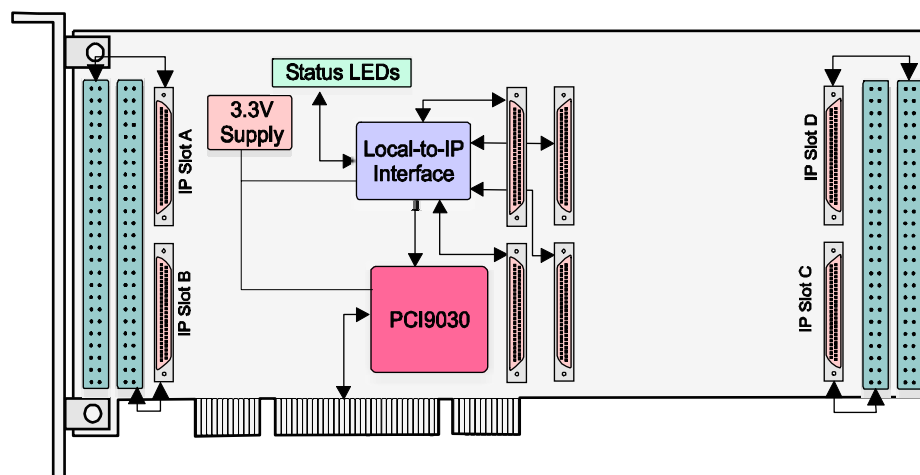 Status LEDs
3.3V
Supply
Local-to-IP
Interface
PCI9030
IP Slot A
IP Slot B
IP Slot D
IP Slot C